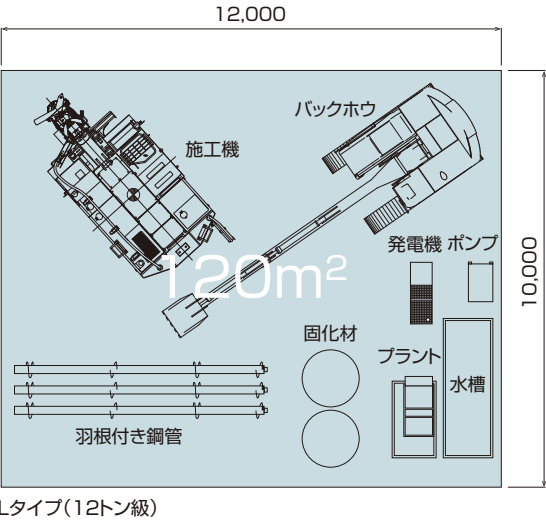 12,000
バックホウ
施工機
発電機 ポンプ
120m²
10,000
固化材
プラント
水槽
羽根付き鋼管
Lタイプ(12トン級)